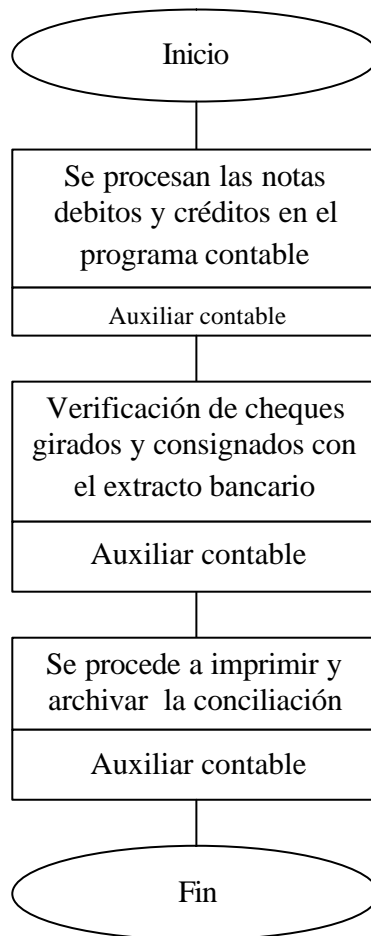 Inicio
Se procesan las notas
debitos y créditos en el
programa contable
Auxiliar contable
Verificación de cheques
girados y consignados con
el extracto bancario
Auxiliar contable
Se procede a imprimir y
archivar la conciliación
Auxiliar contable
Fin